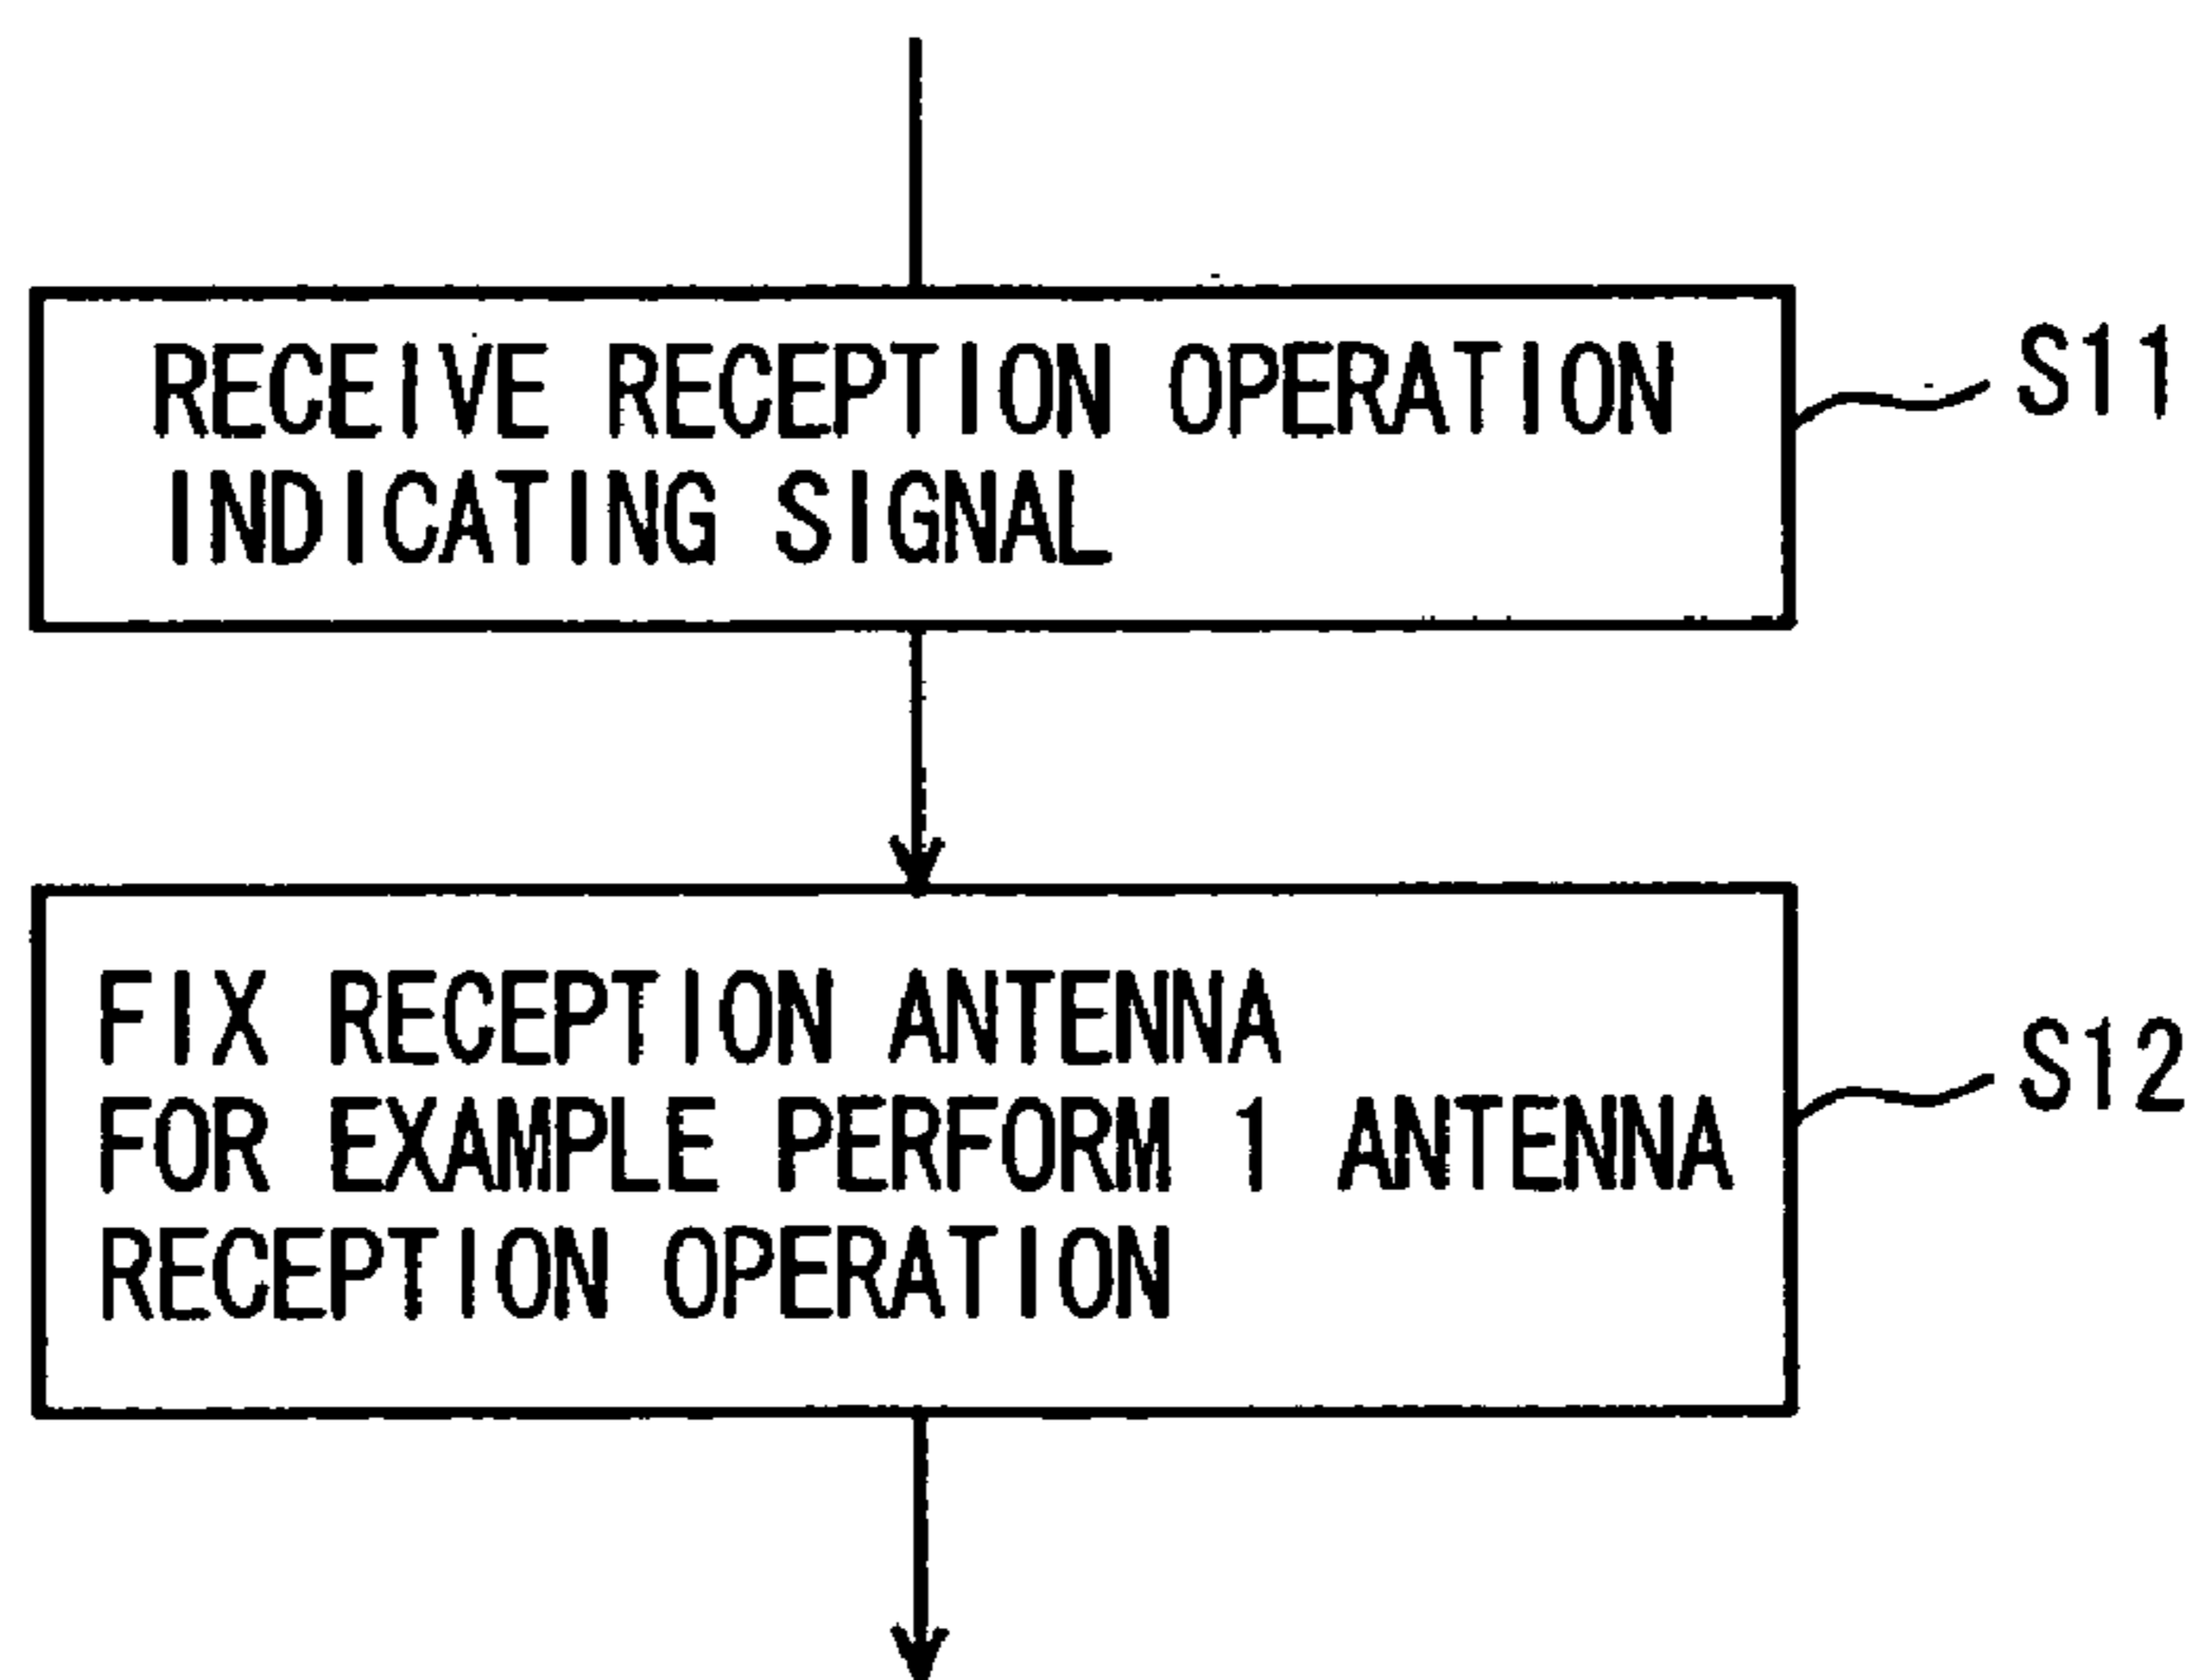 RECEIVE RECEPTION OPERATION
INDICATING SIGNAL
S11
FIX RECEPTION ANTENNA
FOR EXAMPLE PERFORM 1 ANTENNA
RECEPTION OPERATION
S12